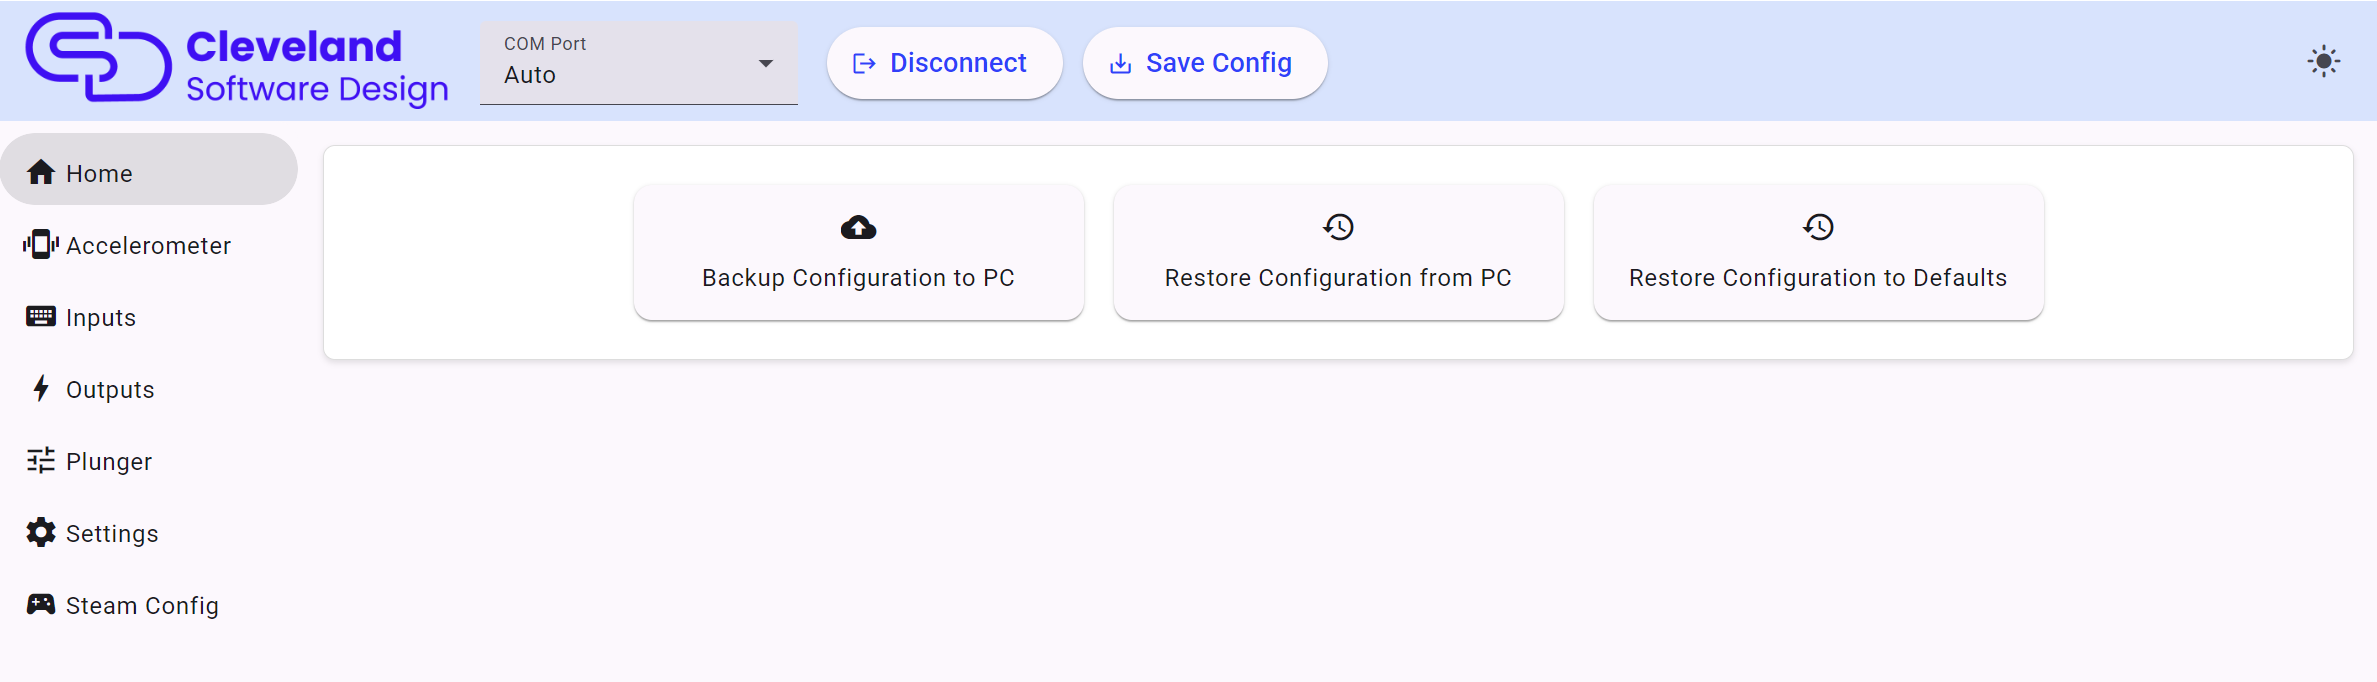 Cleveland
Software Design
COM Port
Auto
Disconnect
Save Config
Home
Accelerometer
Inputs
Outputs
Plunger
Settings
Steam Config
Backup Configuration to PC
Restore Configuration from PC
Restore Configuration to Defaults